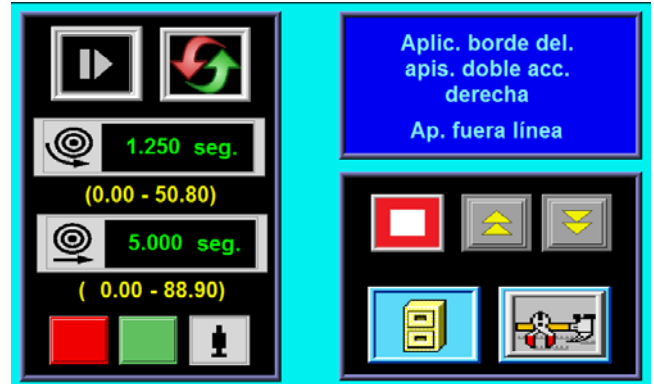 1.250 seg.
(0.00 - 50.80)
5.000 seg.
( 0.00 - 88.90)
Aplic. borde del.
apis. doble acc.
derecha
Ap. fuera línea